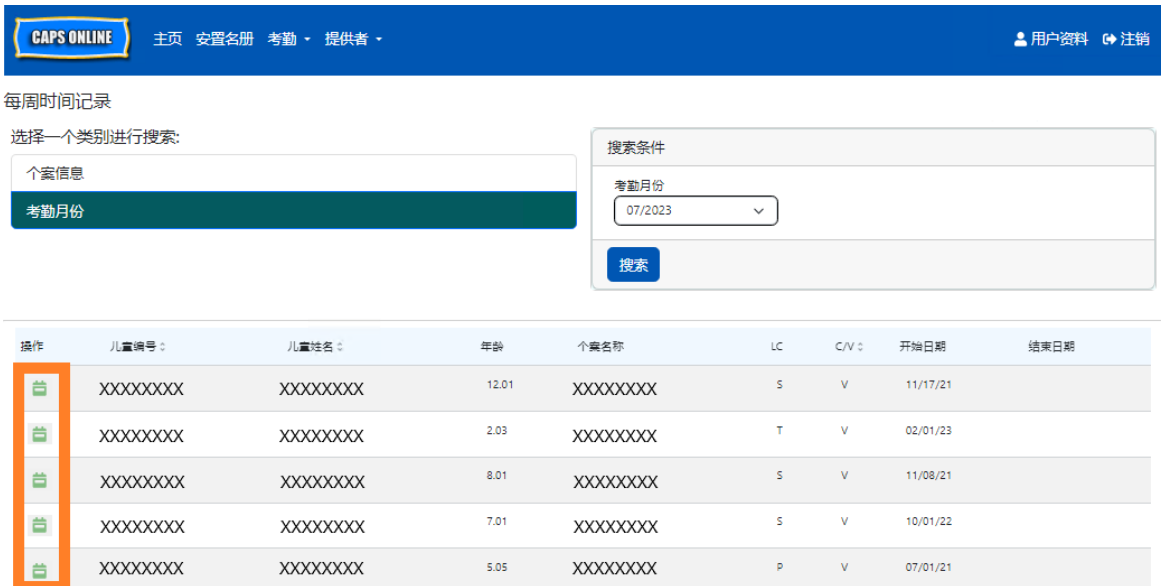 CAPS ONLINE 主页 安置名册 考勤 提供者 用户资料 注销
每周时间记录
选择一个类别进行搜索:
个案信息
考勤月份
搜索条件
考勤月份
07/2023
搜索
操作 儿童编号 儿童姓名 年龄 个案名称 LC C/V 开始日期 结束日期
XXXXXXXX XXXXXXXX 12.01 XXXXXXXX S V 11/17/21
XXXXXXXX XXXXXXXX 2.03 XXXXXXXX T V 02/01/23
XXXXXXXX XXXXXXXX 8.01 XXXXXXXX S V 11/08/21
XXXXXXXX XXXXXXXX 7.01 XXXXXXXX S V 10/01/22
XXXXXXXX XXXXXXXX 5.05 XXXXXXXX P V 07/01/21